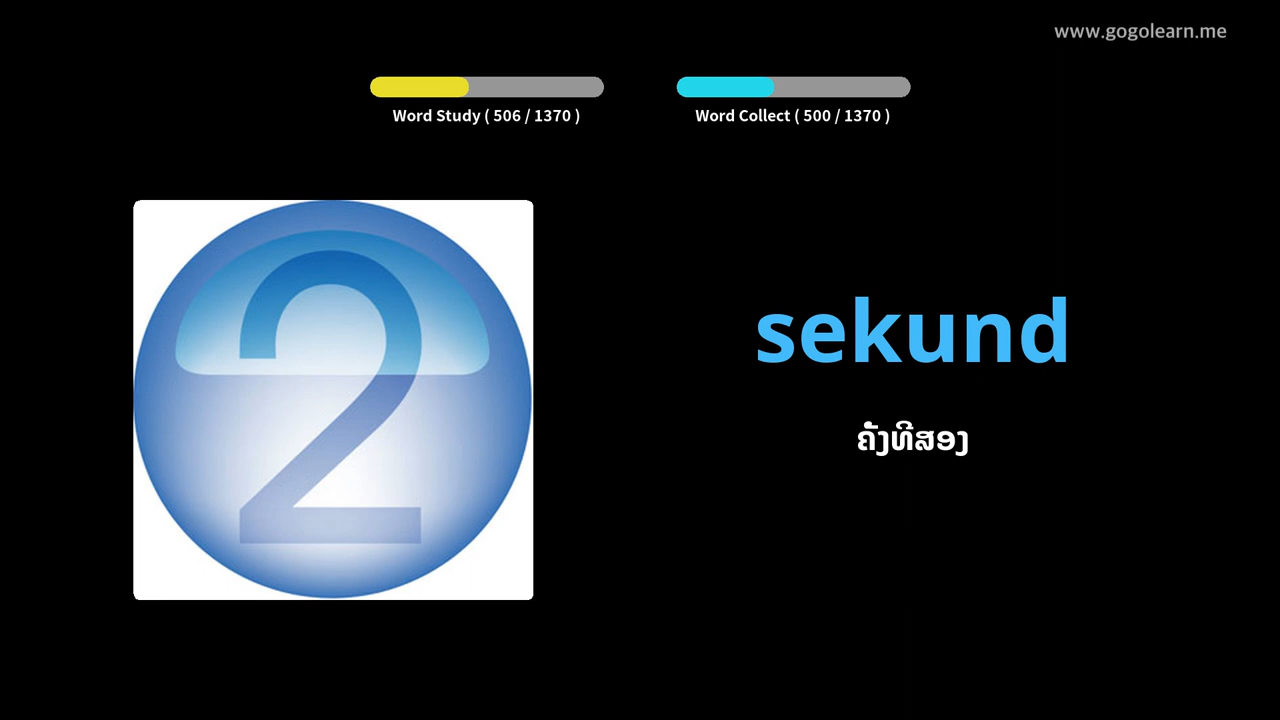 www.gogolearn.me
Word Study ( 506 / 1370 )
Word Collect ( 500 / 1370 )
2
sekund
ຄັ້ງທີສອງ